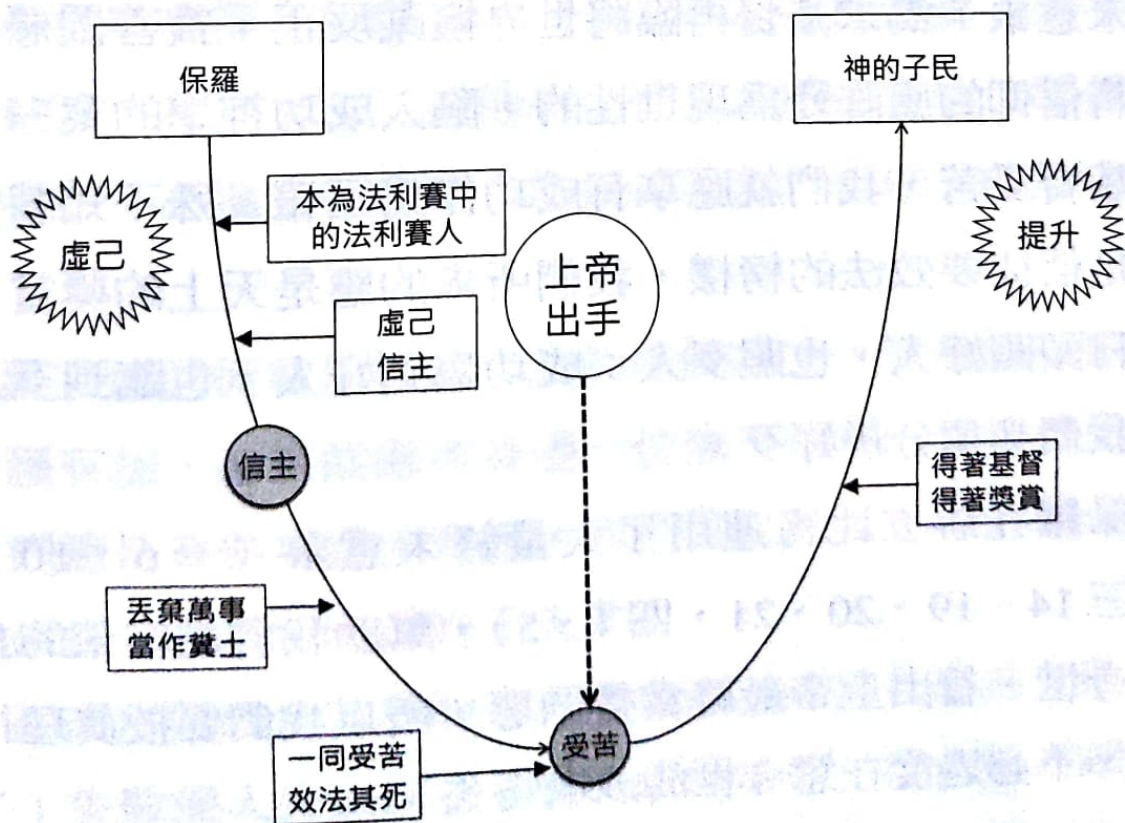 保羅
神的子民
虛己
本為法利賽中
的法利賽人
上帝
出手
提升
虛己
信主
信主
得著基督
得著獎賞
丟棄萬事
當作糞土
受苦
一同受苦
效法其死